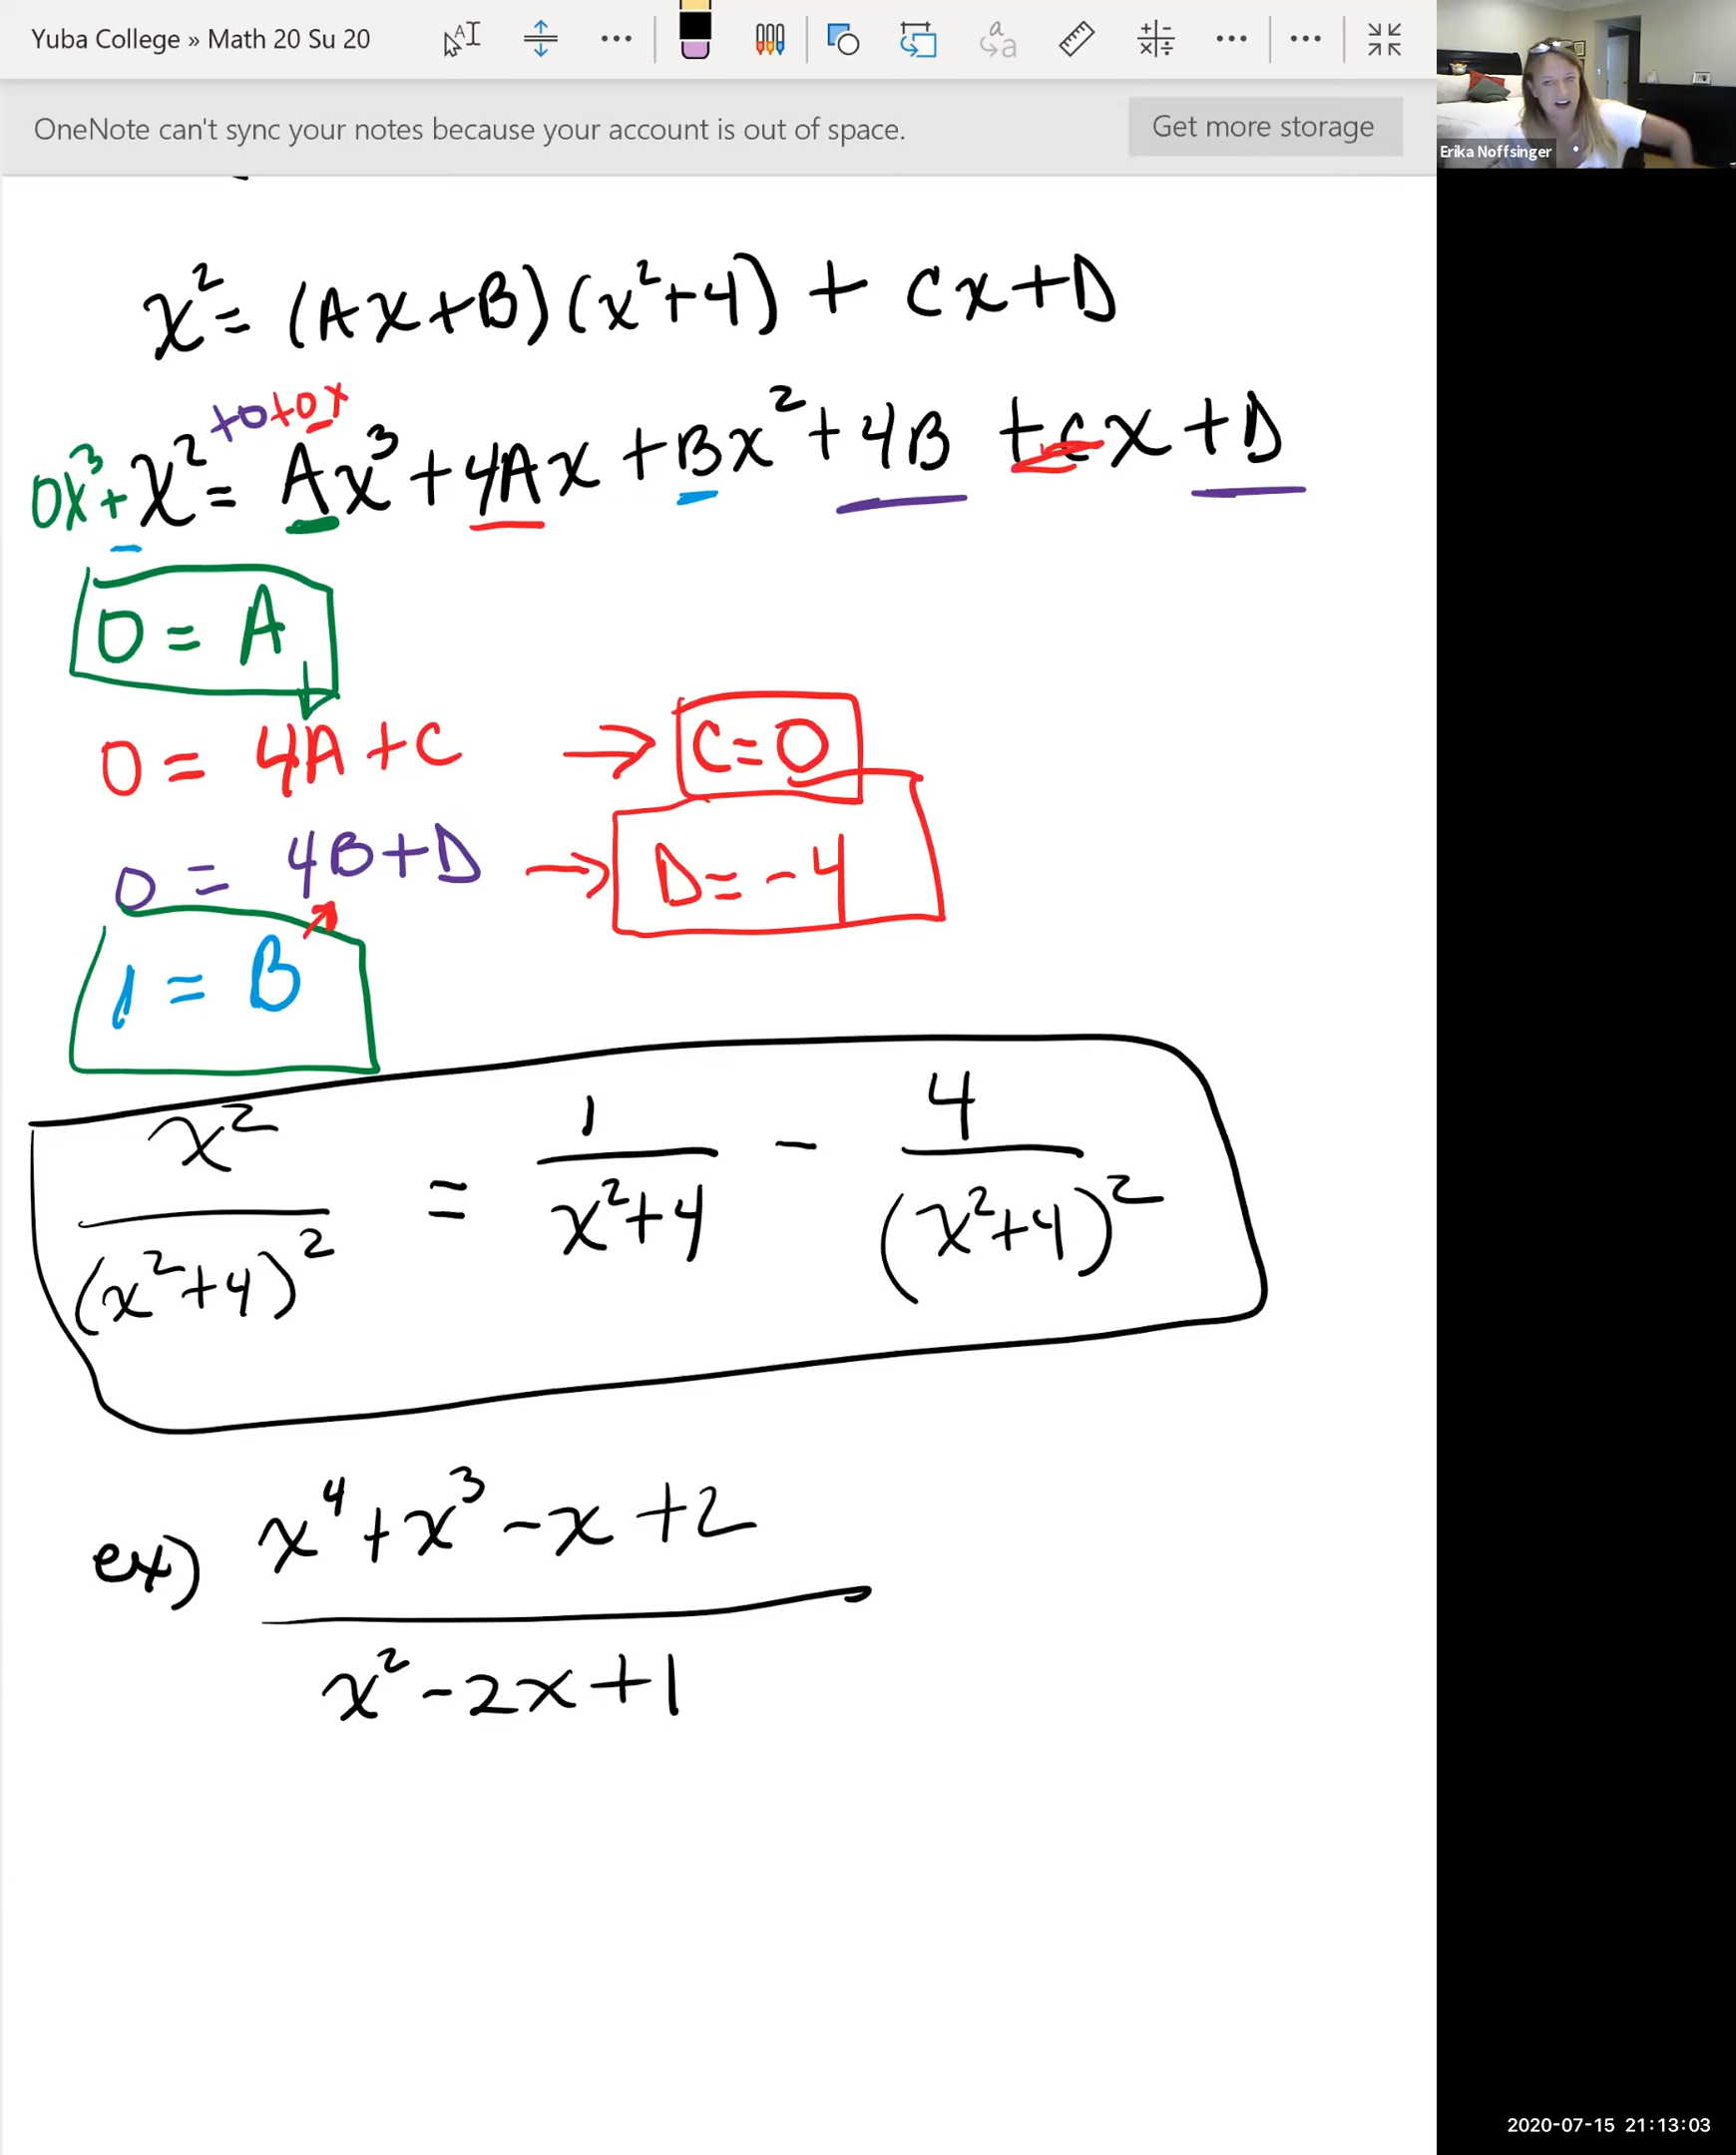 Yuba College » Math 20 Su 20
OneNote can't sync your notes because your account is out of space.
Get more storage
Erika Noffsinger
x² = (Ax+B)(x²+4) + Cx+D
+0+0x
0x³+x² = Ax³+4Ax+Bx²+4B+Cx+D
0 = A
0 = 4A+C → C=0
0 = 4B+D → D=-4
1 = B
x²/(x²+4)² = 1/(x²+4) - 4/(x²+4)²
ex) x⁴+x³-x+2
x²-2x+1
2020-07-15 21:13:03